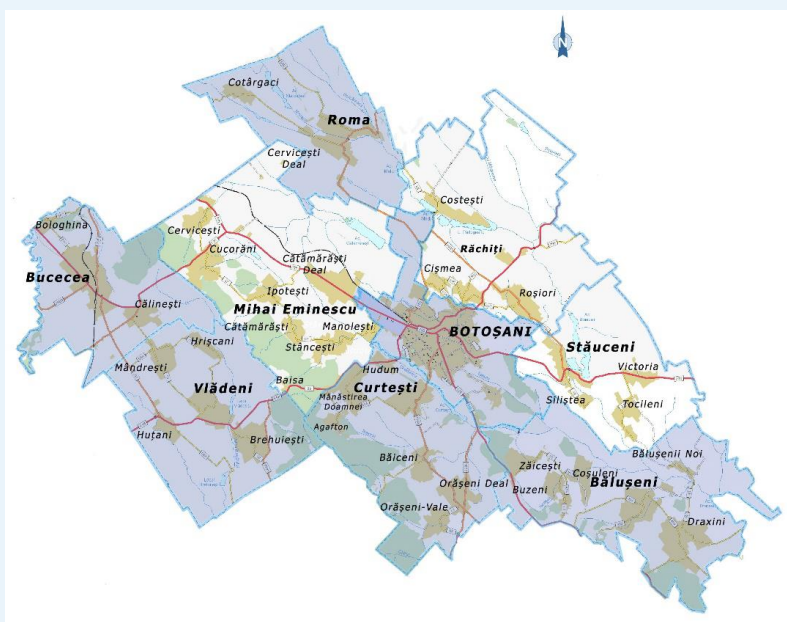 N
Cotârgaci
Roma
Cervicești
Deal
Costești
Bologhina
Cervicești
Cucorăni
Răchiți
Cătămărăști
Deal
Cișmea
Bucecea
Ipotești
Roșiori
Călinești
Mihai Eminescu
Cătămărăști
Manolești
BOTOȘANI
Hrișcani
Stâncești
Stăuceni
Mândrești
Hudum
Victoria
Vlădeni
Baisa
Curtești
Mănăstirea
Doamnei
Siliștea
Tocileni
Huțani
Agafton
Brehuiești
Băiceni
Zăicești
Bălușenii Noi
Coșuleni
Orășeni Deal
Buzeni
Bălușeni
Orășeni-Vale
Draxini